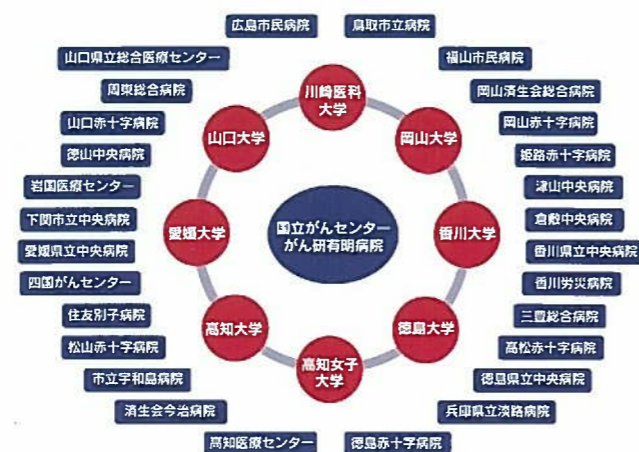 広島市民病院
鳥取市立病院
山口県立総合医療センター
福山市民病院
周東総合病院
川崎医科
大学
岡山済生会総合病院
山口赤十字病院
山口大学
岡山大学
岡山赤十字病院
徳山中央病院
姫路赤十字病院
岩国医療センター
津山中央病院
下関市立中央病院
愛媛大学
国立がんセンター
がん研有明病院
香川大学
倉敷中央病院
愛媛県立中央病院
香川県立中央病院
四国がんセンター
香川労災病院
住友別子病院
高知大学
徳島大学
三豊総合病院
松山赤十字病院
高松赤十字病院
市立宇和島病院
高知女子
大学
徳島県立中央病院
済生会今治病院
兵庫県立淡路病院
高知医療センター
徳島赤十字病院